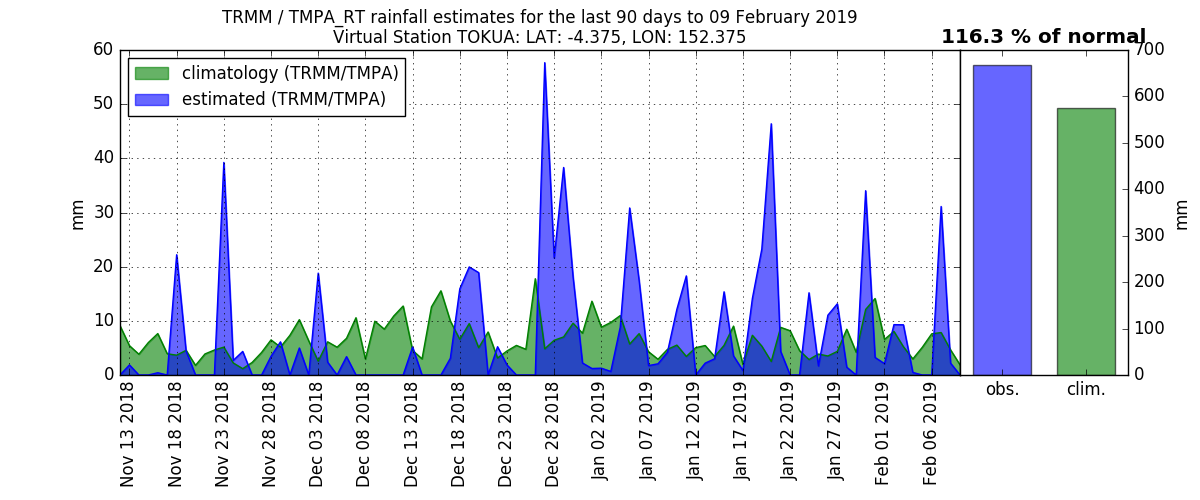 TRMM / TMPA_RT rainfall estimates for the last 90 days to 09 February 2019
Virtual Station TOKUA: LAT: -4.375, LON: 152.375
116.3 % of normal
climatology (TRMM/TMPA)
estimated (TRMM/TMPA)
60
50
40
30
20
10
0
mm
Nov 13 2018
Nov 18 2018
Nov 23 2018
Nov 28 2018
Dec 03 2018
Dec 08 2018
Dec 13 2018
Dec 18 2018
Dec 23 2018
Dec 28 2018
Jan 02 2019
Jan 07 2019
Jan 12 2019
Jan 17 2019
Jan 22 2019
Jan 27 2019
Feb 01 2019
Feb 06 2019
obs.
clim.
700
600
500
400
300
200
100
0
mm